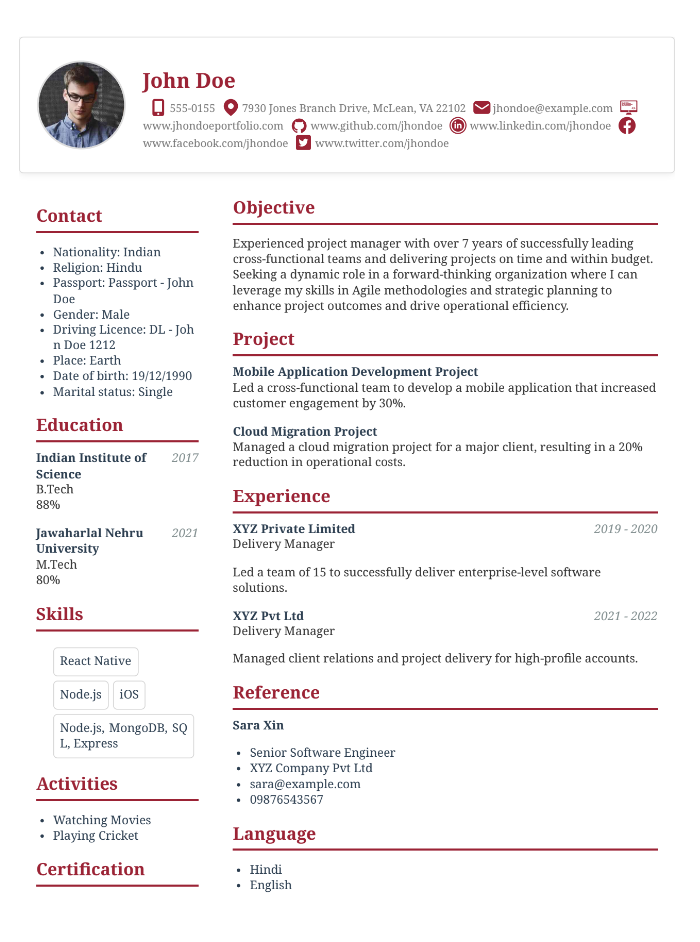 John Doe
555-0155 7930 Jones Branch Drive, McLean, VA 22102 jhondoe@example.com
www.jhondoeportfolio.com www.github.com/jhondoe www.linkedin.com/jhondoe
www.facebook.com/jhondoe www.twitter.com/jhondoe
Contact
• Nationality: Indian
• Religion: Hindu
• Passport: Passport - John
Doe
• Gender: Male
• Driving Licence: DL - Joh
n Doe 1212
• Place: Earth
• Date of birth: 19/12/1990
• Marital status: Single
Education
Indian Institute of 2017
Science
B.Tech
88%
Jawaharlal Nehru 2021
University
M.Tech
80%
Skills
React Native
Node.js iOS
Node.js, MongoDB, SQ
L, Express
Activities
• Watching Movies
• Playing Cricket
Certification
Objective
Experienced project manager with over 7 years of successfully leading
cross-functional teams and delivering projects on time and within budget.
Seeking a dynamic role in a forward-thinking organization where I can
leverage my skills in Agile methodologies and strategic planning to
enhance project outcomes and drive operational efficiency.
Project
Mobile Application Development Project
Led a cross-functional team to develop a mobile application that increased
customer engagement by 30%.
Cloud Migration Project
Managed a cloud migration project for a major client, resulting in a 20%
reduction in operational costs.
Experience
XYZ Private Limited 2019 - 2020
Delivery Manager
Led a team of 15 to successfully deliver enterprise-level software
solutions.
XYZ Pvt Ltd 2021 - 2022
Delivery Manager
Managed client relations and project delivery for high-profile accounts.
Reference
Sara Xin
• Senior Software Engineer
• XYZ Company Pvt Ltd
• sara@example.com
• 09876543567
Language
• Hindi
• English